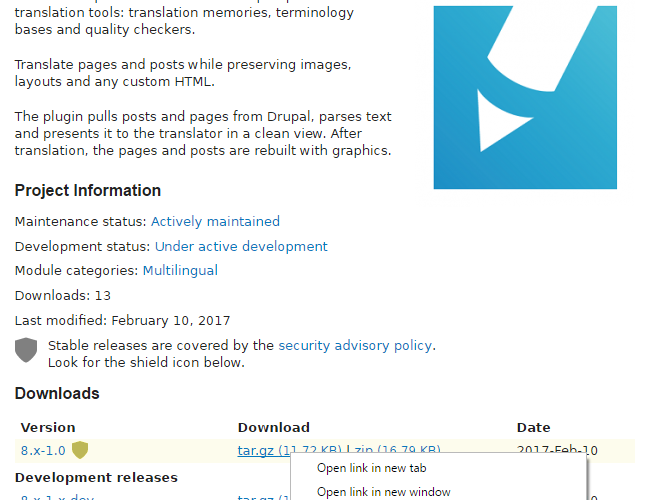 translation tools: translation memories, terminology
bases and quality checkers.
Translate pages and posts while preserving images,
layouts and any custom HTML.
The plugin pulls posts and pages from Drupal, parses text
and presents it to the translator in a clean view. After
translation, the pages and posts are rebuilt with graphics.
Project Information
Maintenance status: Actively maintained
Development status: Under active development
Module categories: Multilingual
Downloads: 13
Last modified: February 10, 2017
Stable releases are covered by the security advisory policy.
Look for the shield icon below.
Downloads
Version Download Date
8.x-1.0 tar.gz (11.72 KB) | zip (16.79 KB) 2017-Feb-10
Open link in new tab
Development releases
Open link in new window
8.x-1.x-dev tar.gz